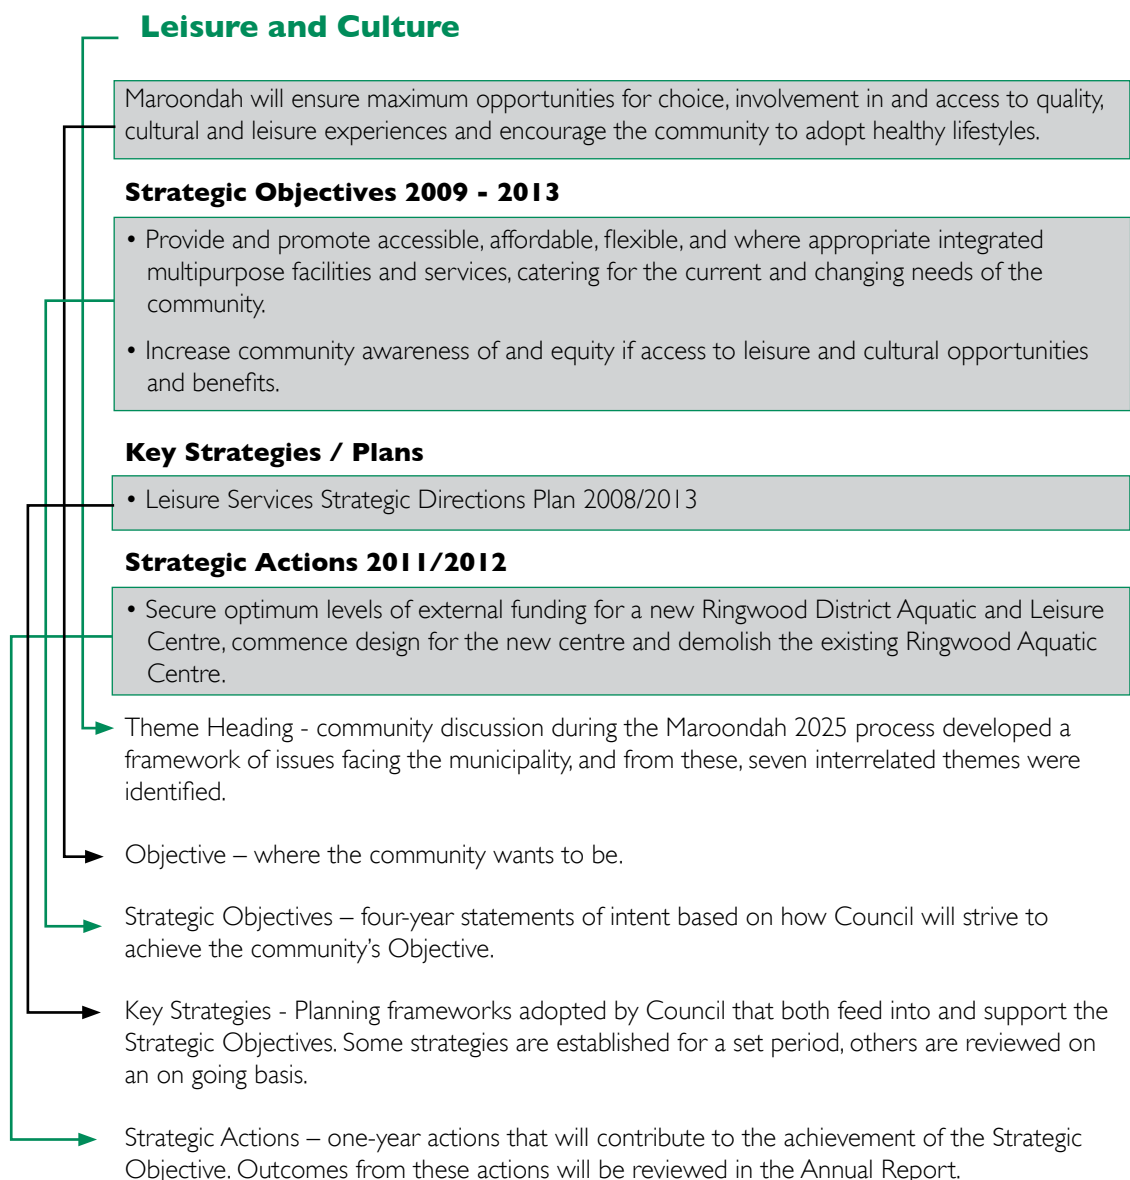 Leisure and Culture
Maroondah will ensure maximum opportunities for choice, involvement in and access to quality,
cultural and leisure experiences and encourage the community to adopt healthy lifestyles.
Strategic Objectives 2009 - 2013
• Provide and promote accessible, affordable, flexible, and where appropriate integrated
multipurpose facilities and services, catering for the current and changing needs of the
community.
• Increase community awareness of and equity if access to leisure and cultural opportunities
and benefits.
Key Strategies / Plans
• Leisure Services Strategic Directions Plan 2008/2013
Strategic Actions 2011/2012
• Secure optimum levels of external funding for a new Ringwood District Aquatic and Leisure
Centre, commence design for the new centre and demolish the existing Ringwood Aquatic
Centre.
Theme Heading - community discussion during the Maroondah 2025 process developed a
framework of issues facing the municipality, and from these, seven interrelated themes were
identified.
Objective – where the community wants to be.
Strategic Objectives – four-year statements of intent based on how Council will strive to
achieve the community’s Objective.
Key Strategies - Planning frameworks adopted by Council that both feed into and support the
Strategic Objectives. Some strategies are established for a set period, others are reviewed on
an on going basis.
Strategic Actions – one-year actions that will contribute to the achievement of the Strategic
Objective. Outcomes from these actions will be reviewed in the Annual Report.